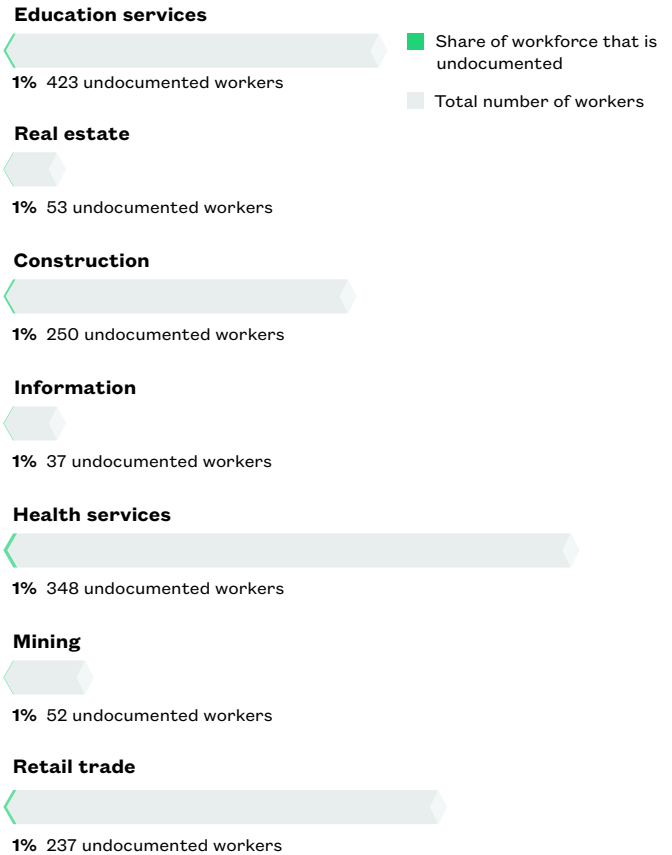 Education services
Share of workforce that is
undocumented
1% 423 undocumented workers
Total number of workers
Real estate
1% 53 undocumented workers
Construction
1% 250 undocumented workers
Information
1% 37 undocumented workers
Health services
1% 348 undocumented workers
Mining
1% 52 undocumented workers
Retail trade
1% 237 undocumented workers